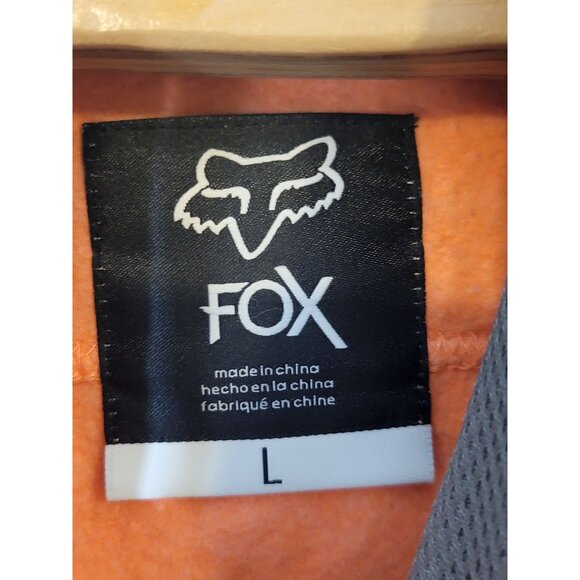 FOX
made in china
hecho en la china
fabriqué en chine
L